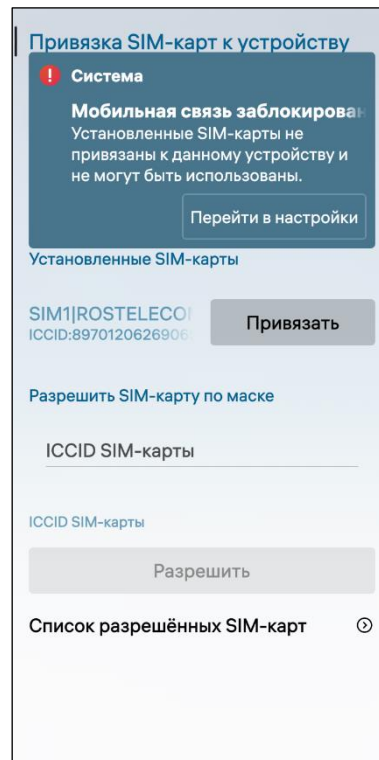 Привязка SIM-карт к устройству
Система
Мобильная связь заблокирован
Установленные SIM-карты не
привязаны к данному устройству и
не могут быть использованы.
Перейти в настройки
Установленные SIM-карты
SIM1|ROSTELECO
ICCID:8970120626906
Привязать
Разрешить SIM-карту по маске
ICCID SIM-карты
ICCID SIM-карты
Разрешить
Список разрешённых SIM-карт